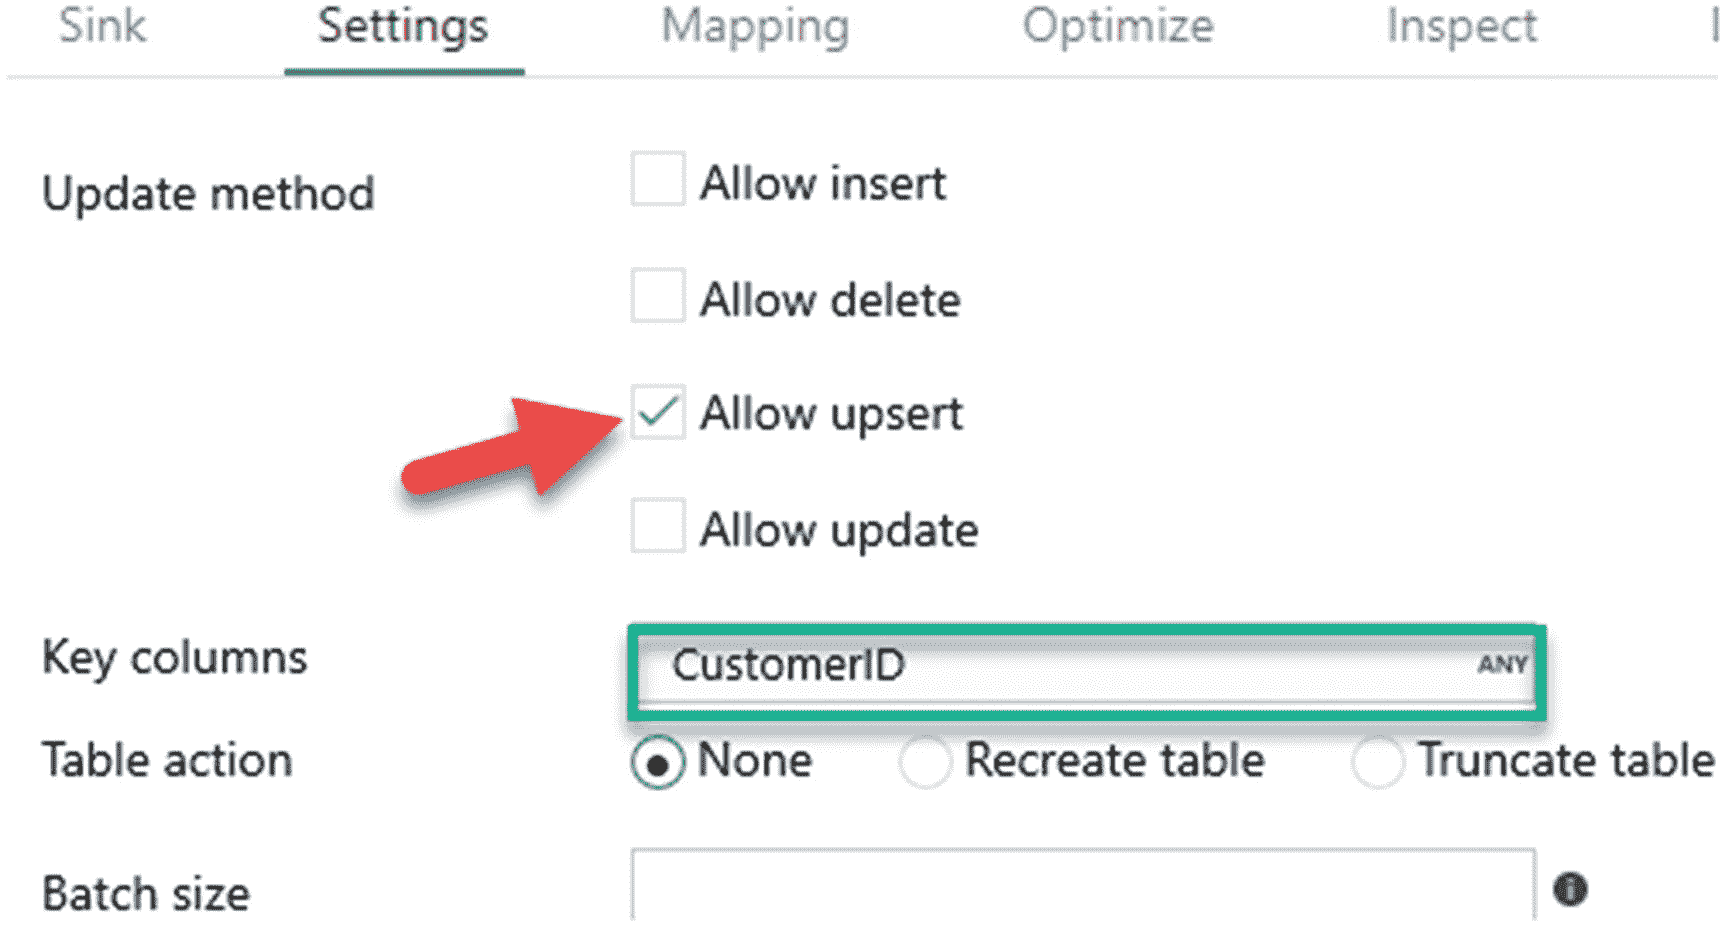 Sink Settings Mapping Optimize Inspect
Update method Allow insert
Allow delete
Allow upsert
Allow update
Key columns CustomerID ANY
Table action None Recreate table Truncate table
Batch size